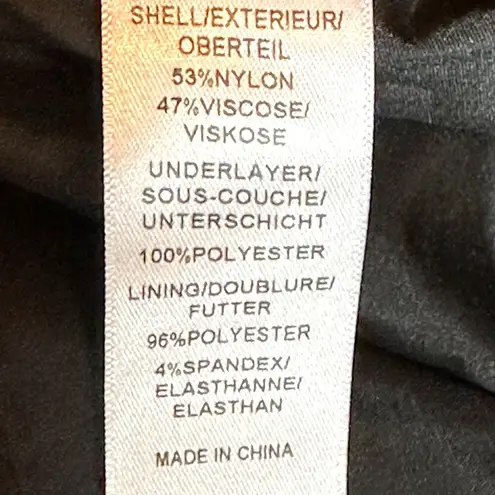 SHELL/EXTERIEUR/
OBERTEIL
53%NYLON
47%VISCOSE/
VISKOSE
UNDERLAYER/
SOUS-COUCHE/
UNTERSCHICHT
100%POLYESTER
LINING/DOUBLURE/
FUTTER
96%POLYESTER
4%SPANDEX/
ELASTHANNE/
ELASTHAN
MADE IN CHINA